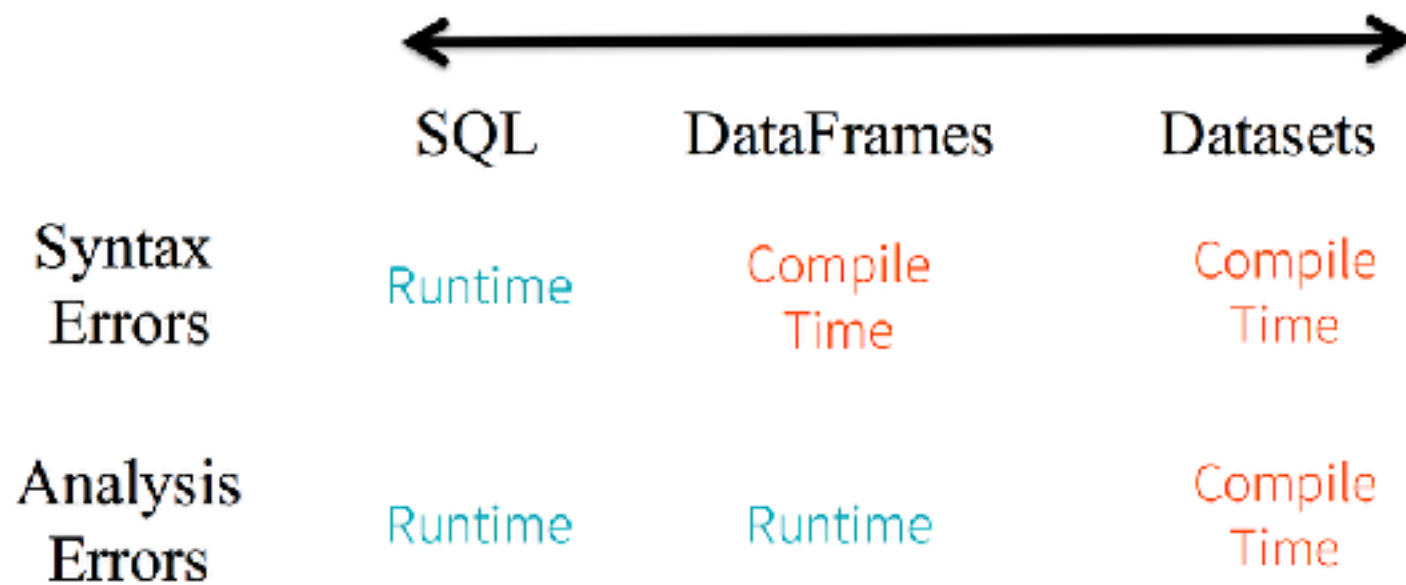 SQL DataFrames Datasets
Syntax
Errors
Runtime
Compile
Time
Compile
Time
Analysis
Errors
Runtime
Runtime
Compile
Time